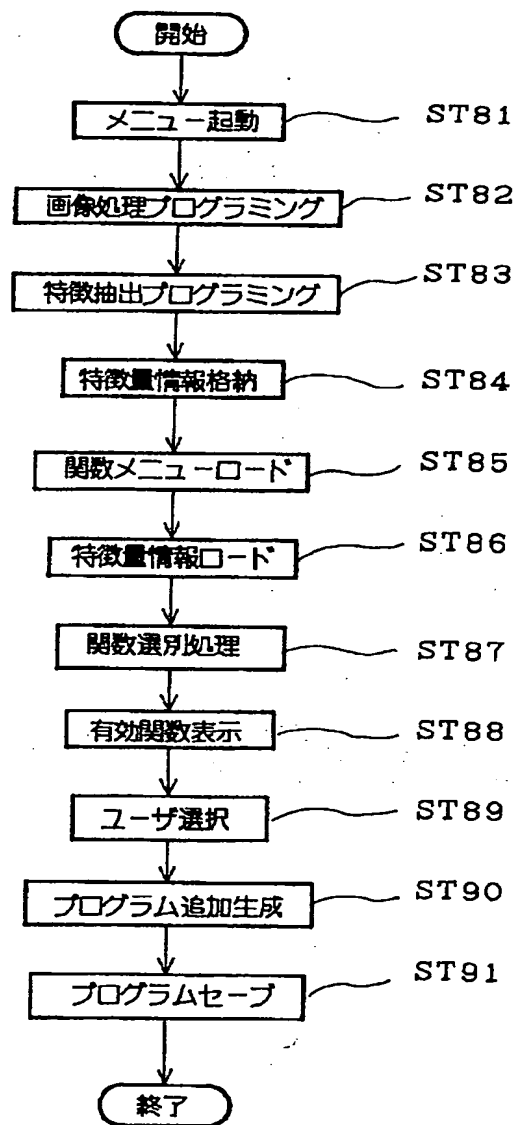 開始
メニュー起動 ST81
画像処理プログラミング ST82
特徴抽出プログラミング ST83
特徴量情報格納 ST84
関数メニューロード ST85
特徴量情報ロード ST86
関数選別処理 ST87
有効関数表示 ST88
ユーザ選択 ST89
プログラム追加生成 ST90
プログラムセーブ ST91
終了